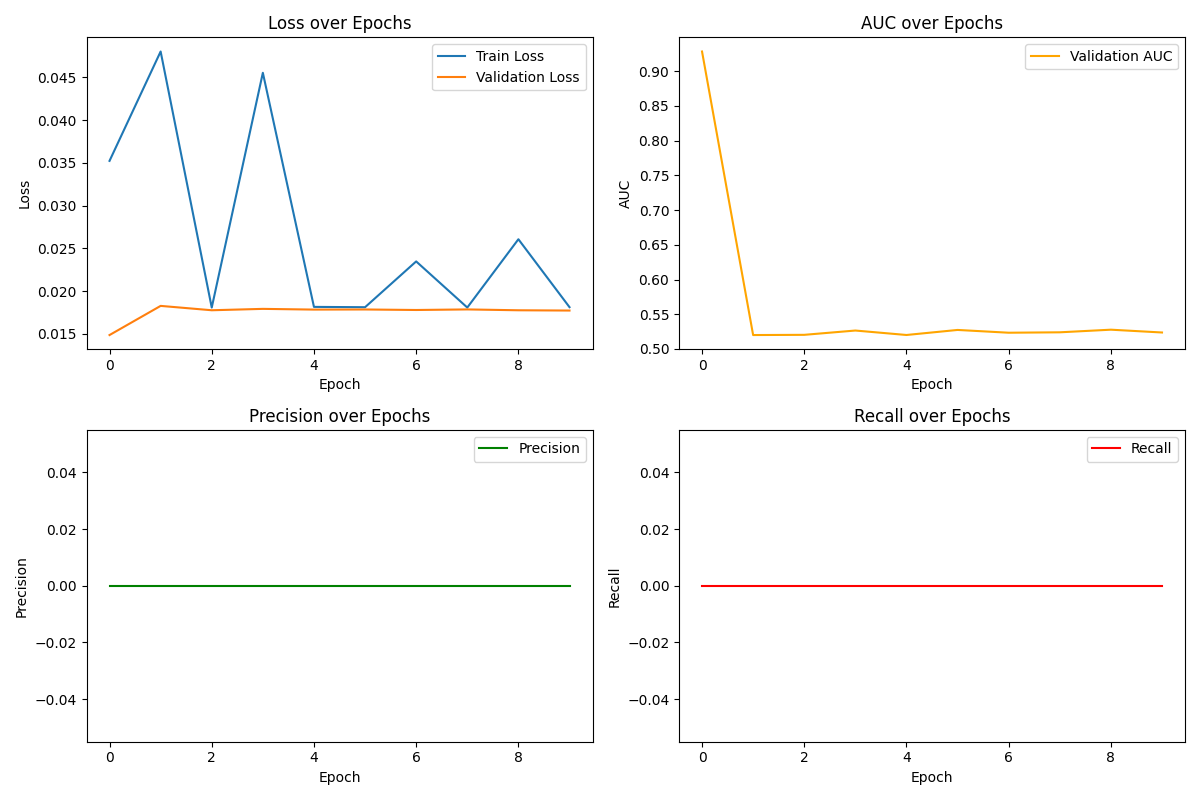 Loss over Epochs
Train Loss
Validation Loss
0.045
0.040
0.035
0.030
0.025
0.020
0.015
Loss
0 2 4 6 8
Epoch
AUC over Epochs
Validation AUC
0.90
0.85
0.80
0.75
0.70
0.65
0.60
0.55
0.50
AUC
0 2 4 6 8
Epoch
Precision over Epochs
Precision
0.04
0.02
0.00
−0.02
−0.04
Precision
0 2 4 6 8
Epoch
Recall over Epochs
Recall
0.04
0.02
0.00
−0.02
−0.04
Recall
0 2 4 6 8
Epoch